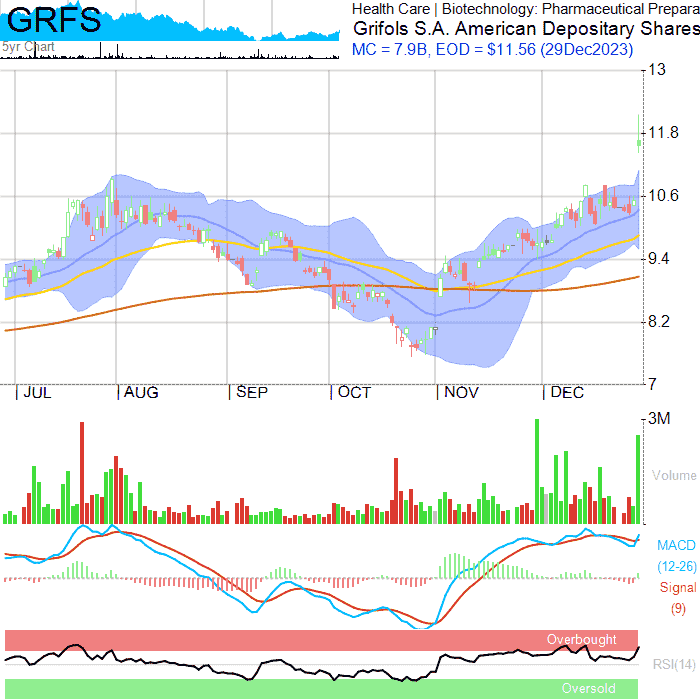 GRFS
5yr Chart
Health Care | Biotechnology: Pharmaceutical Prepara
Grifols S.A. American Depositary Shares
MC = 7.9B, EOD = $11.56 (29Dec2023)
13
11.8
10.6
9.4
8.2
7
| JUL | AUG | SEP | OCT | NOV | DEC
3M
Volume
MACD
(12-26)
Signal
(9)
Overbought
RSI(14)
Oversold